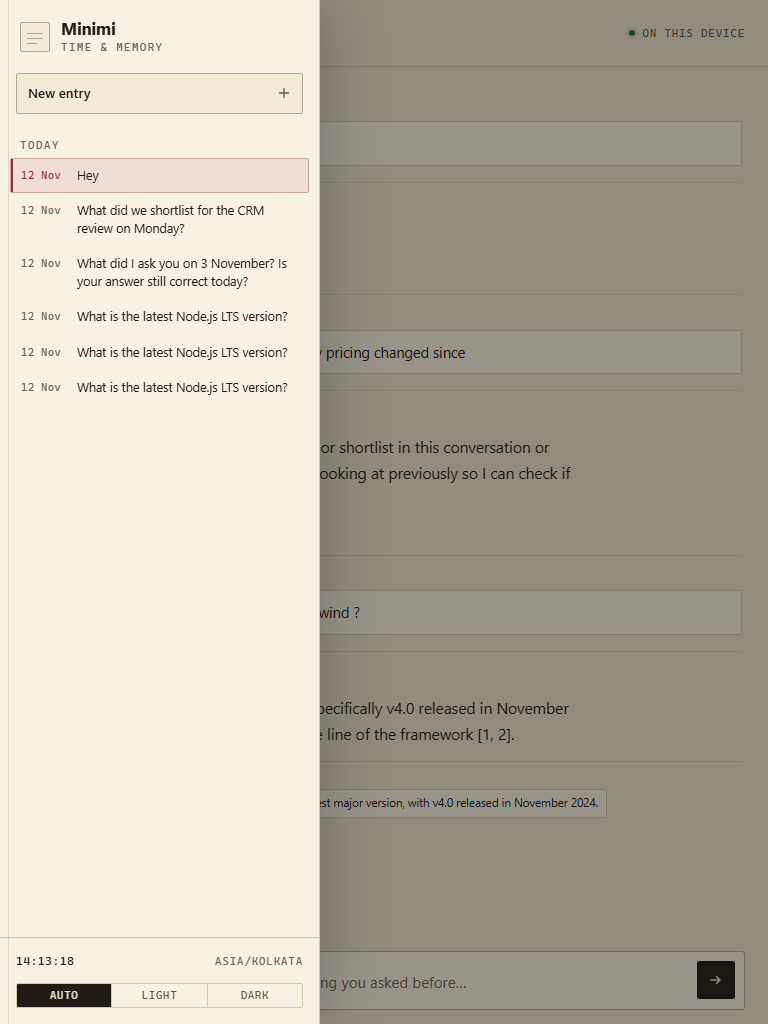 Minimi
TIME & MEMORY
ON THIS DEVICE
New entry +
TODAY
12 Nov Hey
12 Nov What did we shortlist for the CRM
review on Monday?
12 Nov What did I ask you on 3 November? Is
your answer still correct today?
12 Nov What is the latest Node.js LTS version?
12 Nov What is the latest Node.js LTS version?
12 Nov What is the latest Node.js LTS version?
pricing changed since
or shortlist in this conversation or
ooking at previously so I can check if
wind ?
pecifically v4.0 released in November
line of the framework [1, 2].
est major version, with v4.0 released in November 2024.
ng you asked before...
14:13:18 ASIA/KOLKATA
AUTO LIGHT DARK